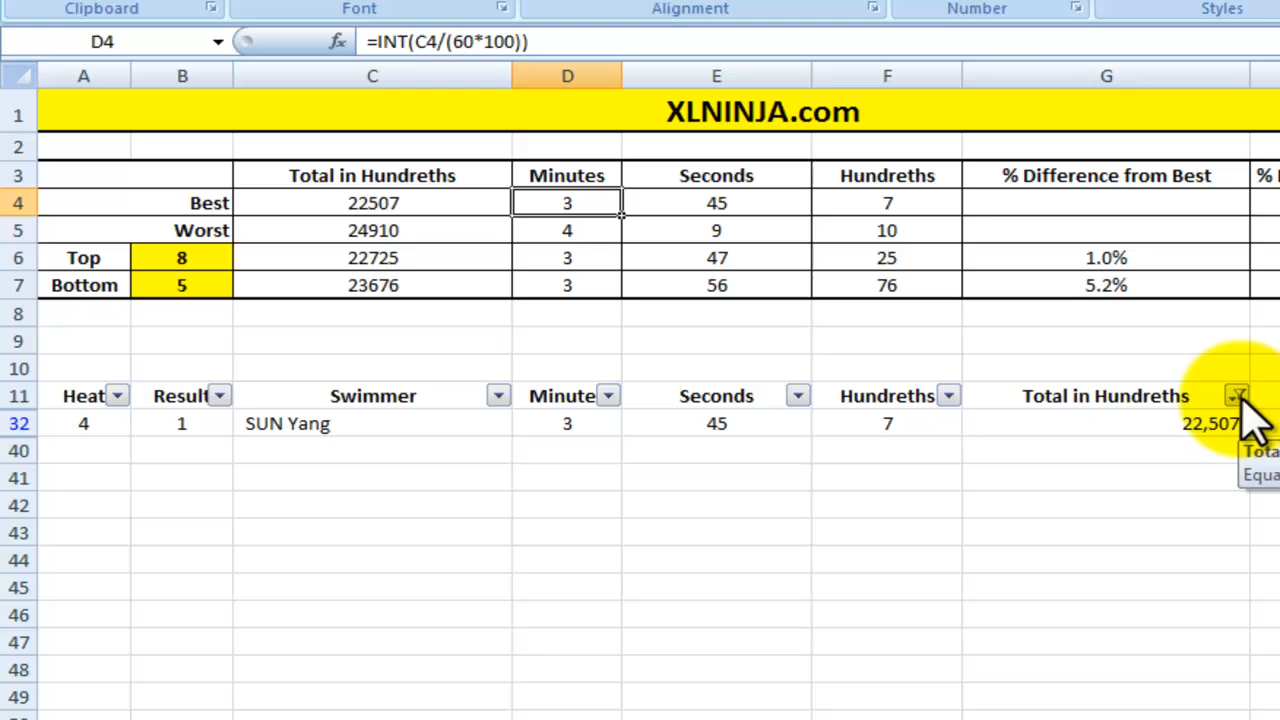 Clipboard Font Alignment Number Styles
D4 fx =INT(C4/(60*100))
A B C D E F G
1 XLNINJA.com
2
3 Total in Hundreths Minutes Seconds Hundreths % Difference from Best %
4 Best 22507 3 45 7
5 Worst 24910 4 9 10
6 Top 8 22725 3 47 25 1.0%
7 Bottom 5 23676 3 56 76 5.2%
8
9
10
11 Heat Result Swimmer Minute Seconds Hundreths Total in Hundreths
32 4 1 SUN Yang 3 45 7 22,507
40 Tota
41 Equa
42
43
44
45
46
47
48
49